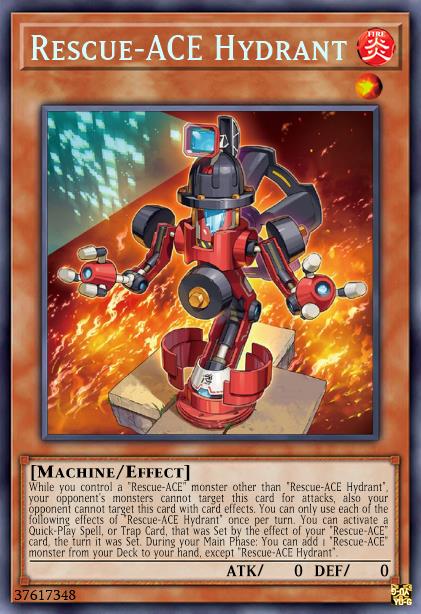 RESCUE-ACE HYDRANT
FIRE
炎
[MACHINE/EFFECT]
While you control a "Rescue-ACE" monster other than "Rescue-ACE Hydrant",
your opponent's monsters cannot target this card for attacks, also your
opponent cannot target this card with card effects. You can only use each of the
following effects of "Rescue-ACE Hydrant" once per turn. You can activate a
Quick-Play Spell, or Trap Card, that was Set by the effect of your "Rescue-ACE"
card, the turn it was Set. During your Main Phase: You can add 1 "Rescue-ACE"
monster from your Deck to your hand, except "Rescue-ACE Hydrant".
ATK/ 0 DEF/ 0
37617348